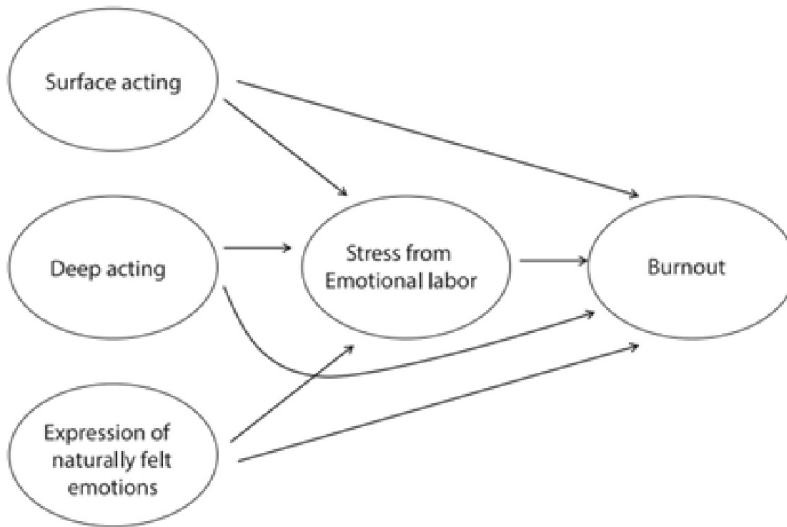 Surface acting
Deep acting
Stress from
Emotional labor
Burnout
Expression of
naturally felt
emotions